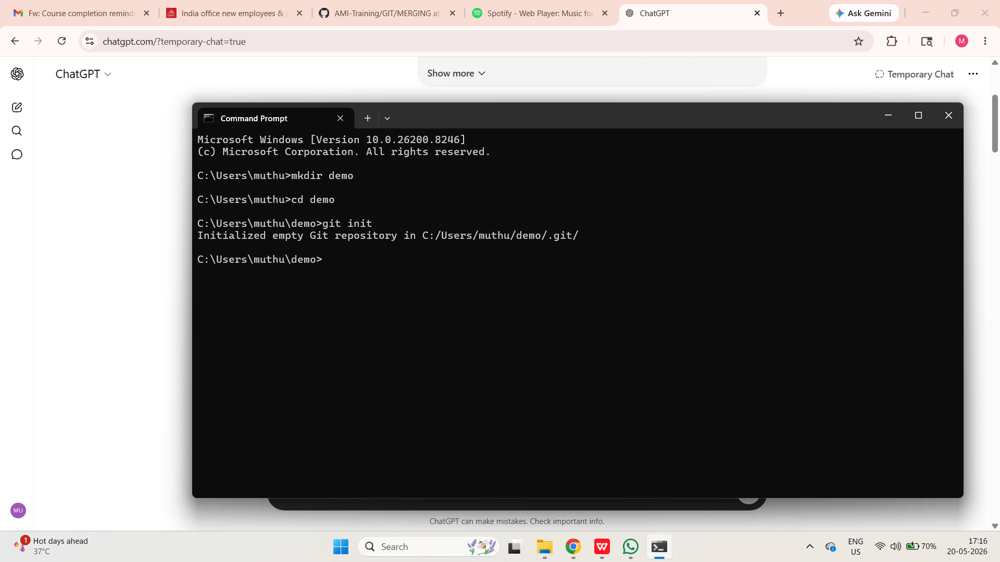 Fw: Course completion reminde
India office new employees & i
AMI-Training/GIT/MERGING at
Spotify - Web Player: Music for
ChatGPT
Ask Gemini
chatgpt.com/?temporary-chat=true
M
ChatGPT
Show more
Temporary Chat
Command Prompt
Microsoft Windows [Version 10.0.26200.8246]
(c) Microsoft Corporation. All rights reserved.
C:\Users\muthu>mkdir demo
C:\Users\muthu>cd demo
C:\Users\muthu\demo>git init
Initialized empty Git repository in C:/Users/muthu/demo/.git/
C:\Users\muthu\demo>
MU
ChatGPT can make mistakes. Check important info.
1
Hot days ahead
37°C
Search
ENG
US
70%
17:16
20-05-2026